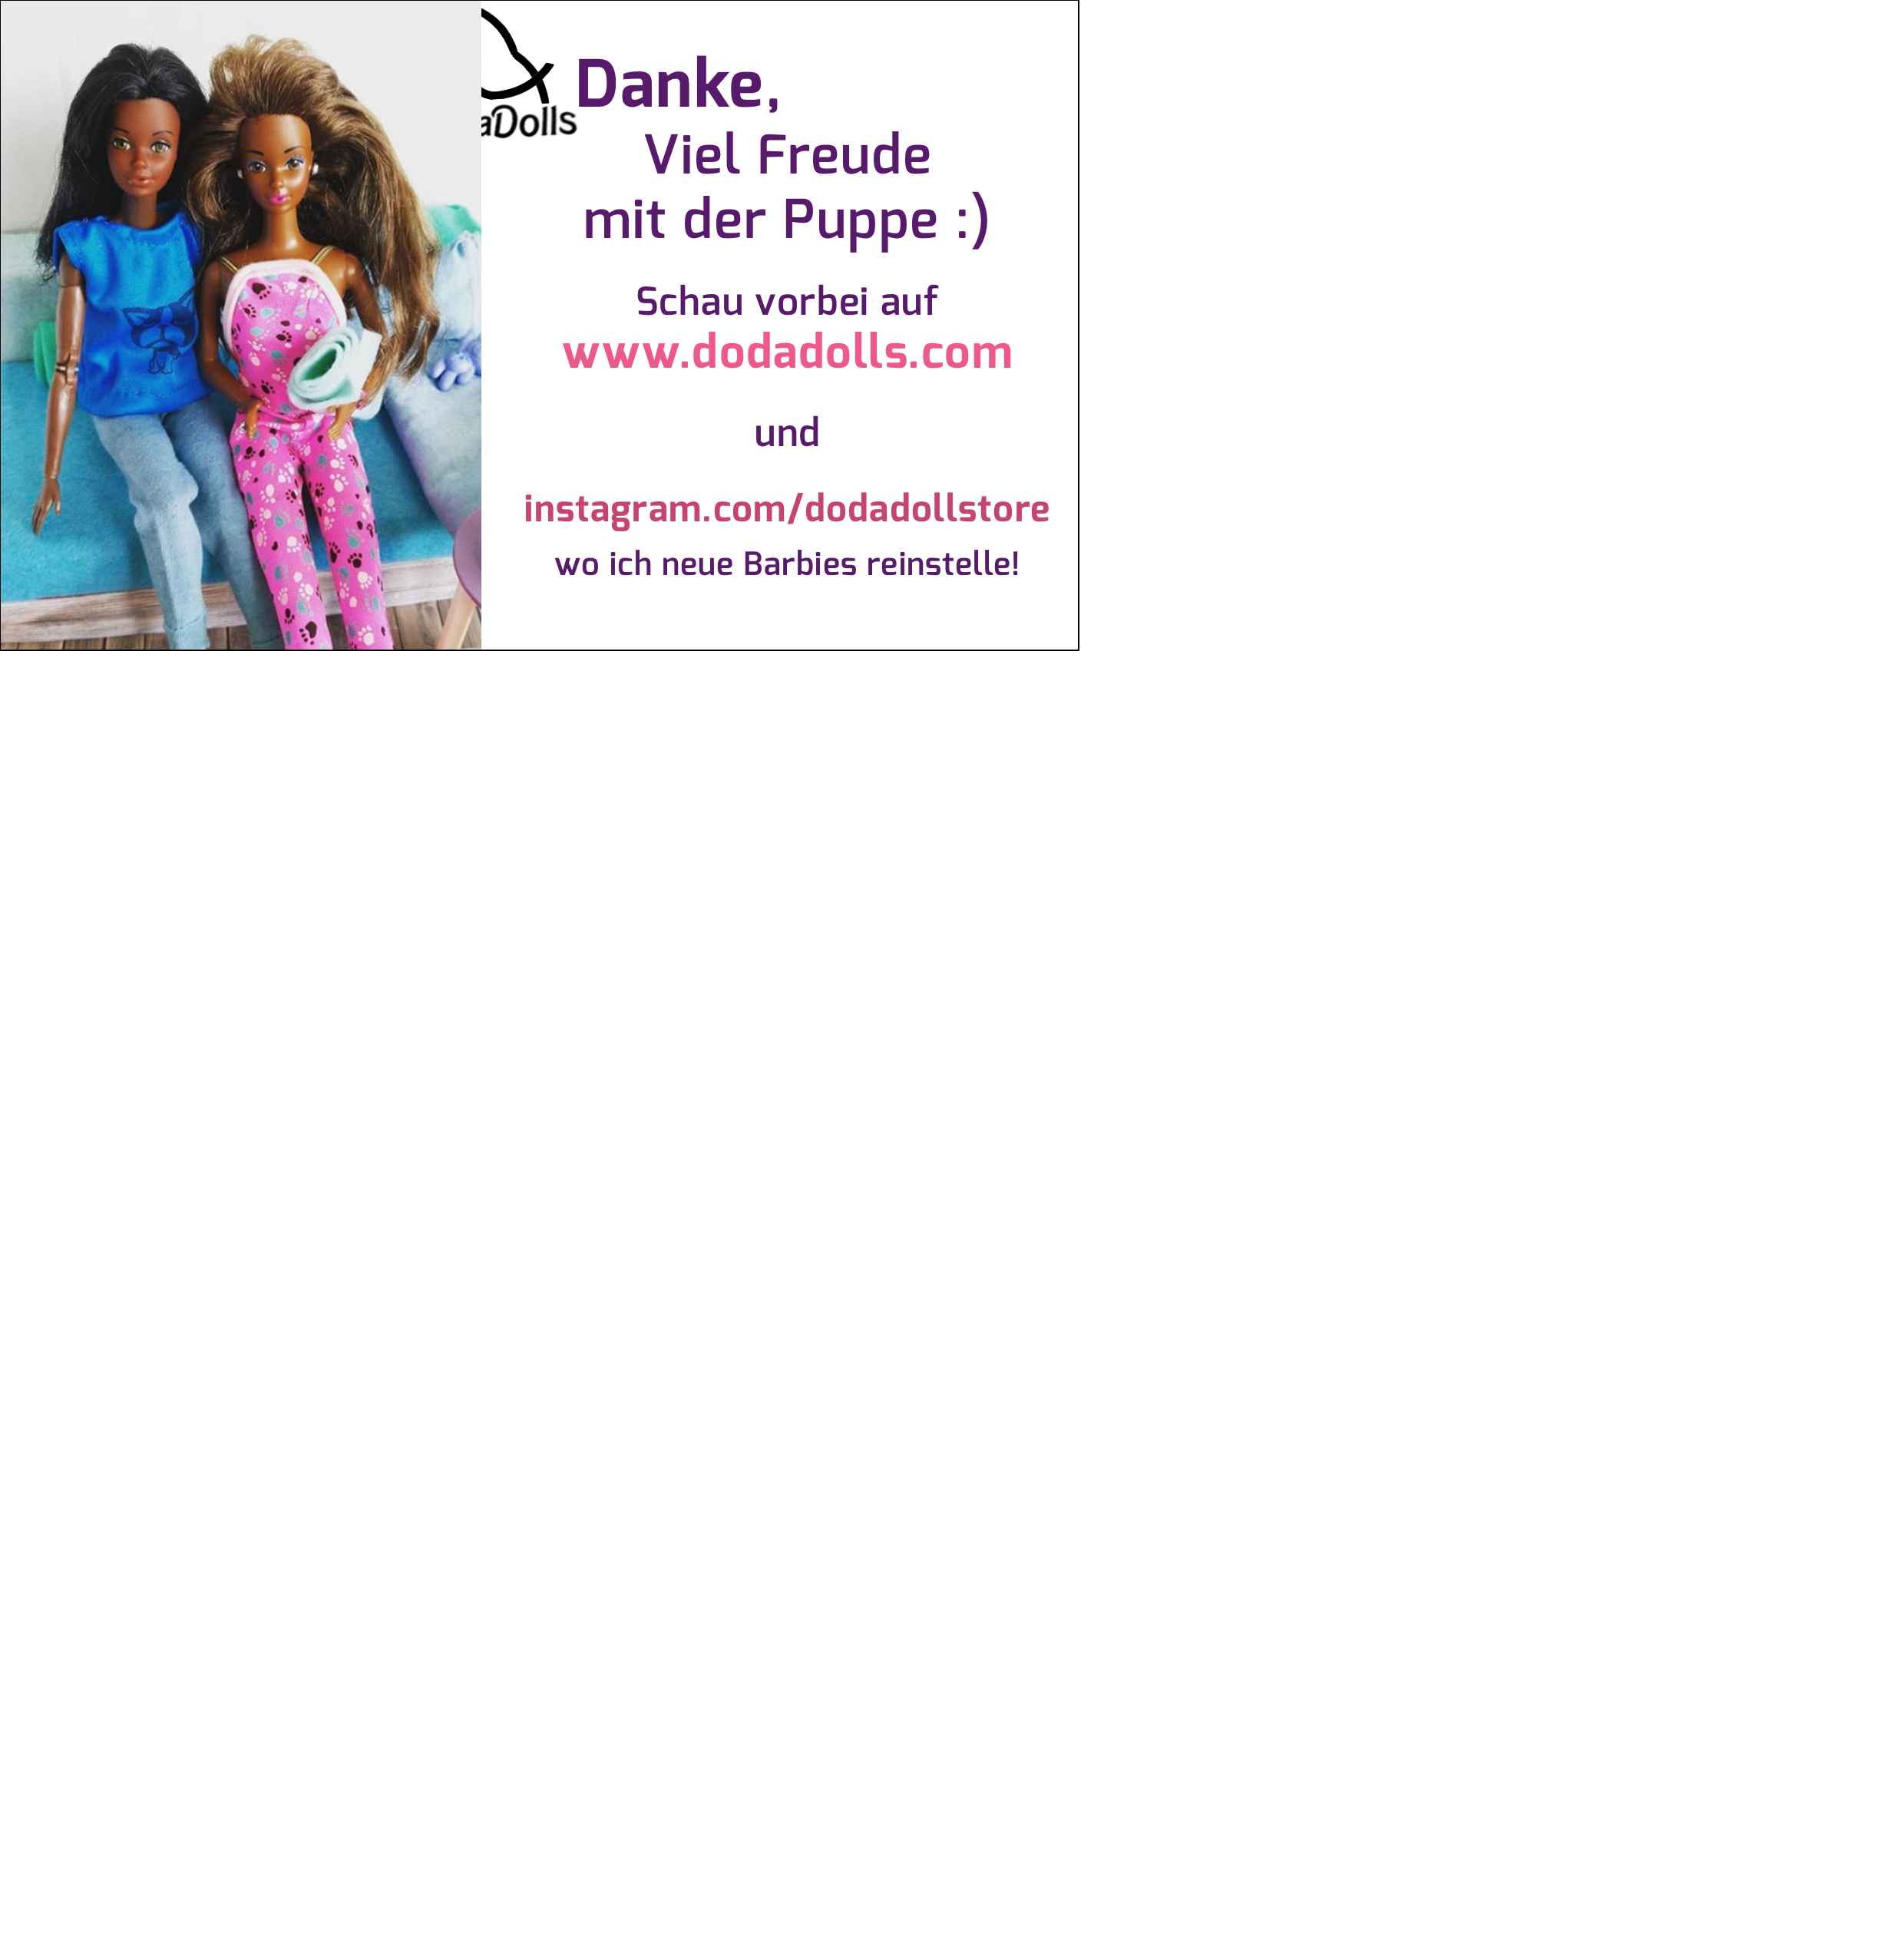 aDolls
Danke,
Viel Freude
mit der Puppe :)
Schau vorbei auf
www.dodadolls.com
und
instagram.com/dodadollstore
wo ich neue Barbies reinstelle!